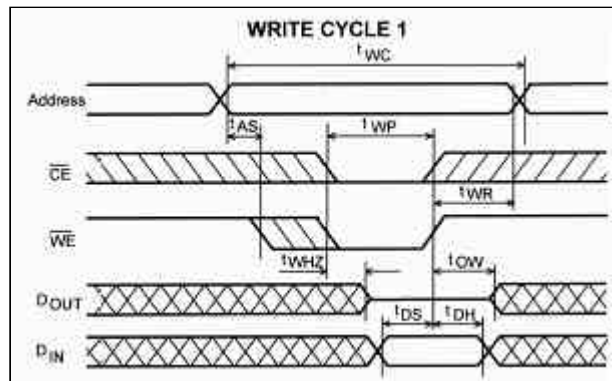 WRITE CYCLE 1
tWC
Address
tAS
tWP
CE
tWR
WE
tWHZ
tOW
DOUT
tDS
tDH
DIN